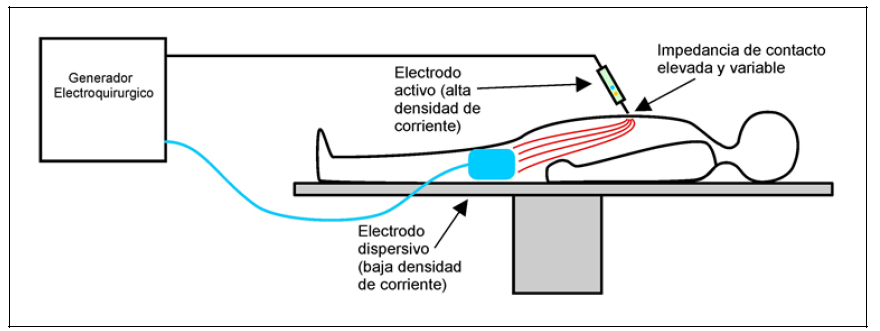 Generador
Electroquirurgico
Electrodo
activo (alta
densidad de
corriente)
Impedancia de contacto
elevada y variable
Electrodo
dispersivo
(baja densidad
de corriente)